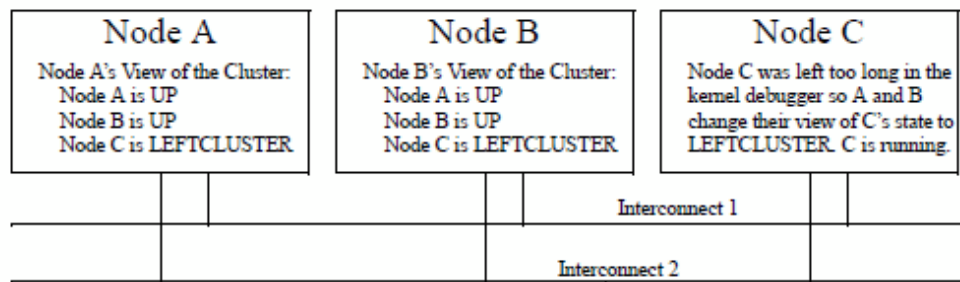 Node A
Node A's View of the Cluster:
Node A is UP
Node B is UP
Node C is LEFTCLUSTER
Node B
Node B's View of the Cluster:
Node A is UP
Node B is UP
Node C is LEFTCLUSTER
Node C
Node C was left too long in the
kernel debugger so A and B
change their view of C's state to
LEFTCLUSTER. C is running.
Interconnect 1
Interconnect 2